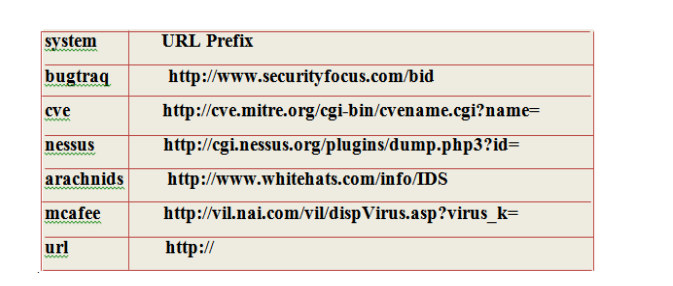 system URL Prefix
bugtraq http://www.securityfocus.com/bid
cve http://cve.mitre.org/cgi-bin/cvename.cgi?name=
nessus http://cgi.nessus.org/plugins/dump.php3?id=
arachnids http://www.whitehats.com/info/IDS
mcafee http://vil.nai.com/vil/dispVirus.asp?virus_k=
url http://